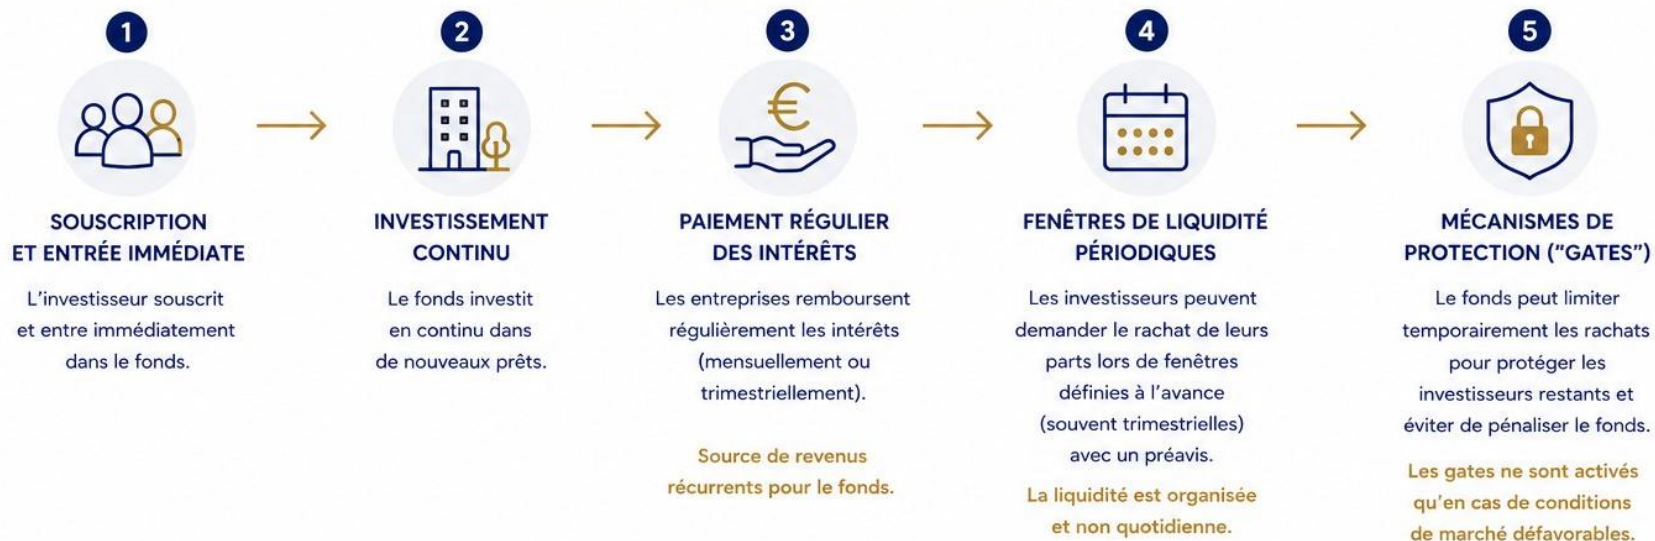 1
SOUSCRIPTION
ET ENTRÉE IMMÉDIATE
L'investisseur souscrit
et entre immédiatement
dans le fonds.
2
INVESTISSEMENT
CONTINU
Le fonds investit
en continu dans
de nouveaux prêts.
3
€
PAIEMENT RÉGULIER
DES INTÉRÊTS
Les entreprises remboursent
régulièrement les intérêts
(mensuellement ou
trimestriellement).
Source de revenus
récurrents pour le fonds.
4
FENÊTRES DE LIQUIDITÉ
PÉRIODIQUES
Les investisseurs peuvent
demander le rachat de leurs
parts lors de fenêtres
définies à l'avance
(souvent trimestrielles)
avec un préavis.
La liquidité est organisée
et non quotidienne.
5
MÉCANISMES DE
PROTECTION ("GATES")
Le fonds peut limiter
temporairement les rachats
pour protéger les
investisseurs restants et
éviter de pénaliser le fonds.
Les gates ne sont activés
qu'en cas de conditions
de marché défavorables.